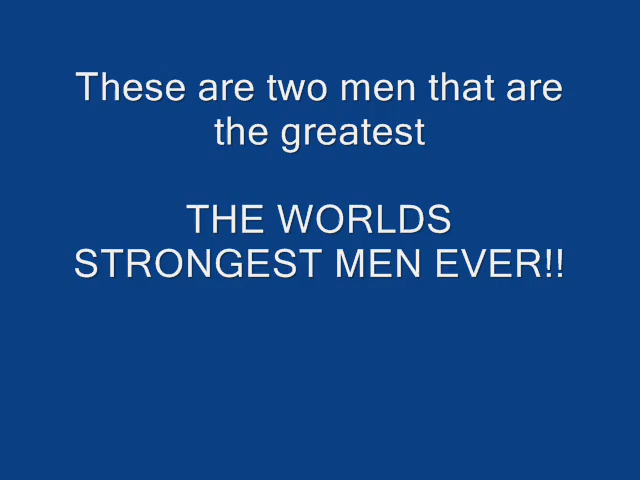 These are two men that are
the greatest
THE WORLDS
STRONGEST MEN EVER!!